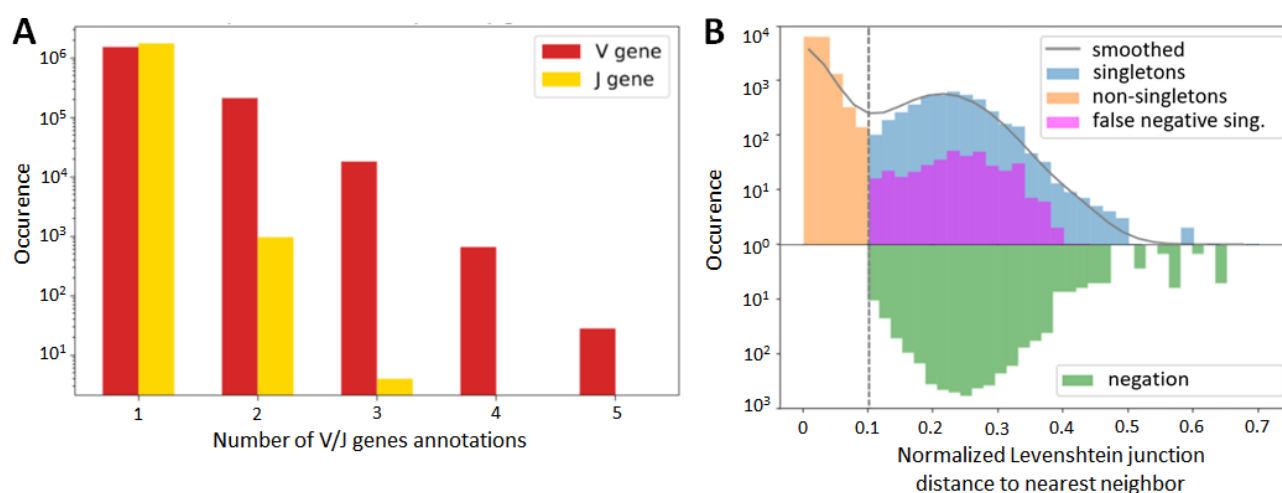 A
V gene
J gene
Occurence
10^6
10^5
10^4
10^3
10^2
10^1
1 2 3 4 5
Number of V/J genes annotations
B
smoothed
singletons
non-singletons
false negative sing.
negation
Occurence
10^4
10^3
10^2
10^1
10^0
10^1
10^2
10^3
0 0.1 0.2 0.3 0.4 0.5 0.6 0.7
Normalized Levenshtein junction
distance to nearest neighbor